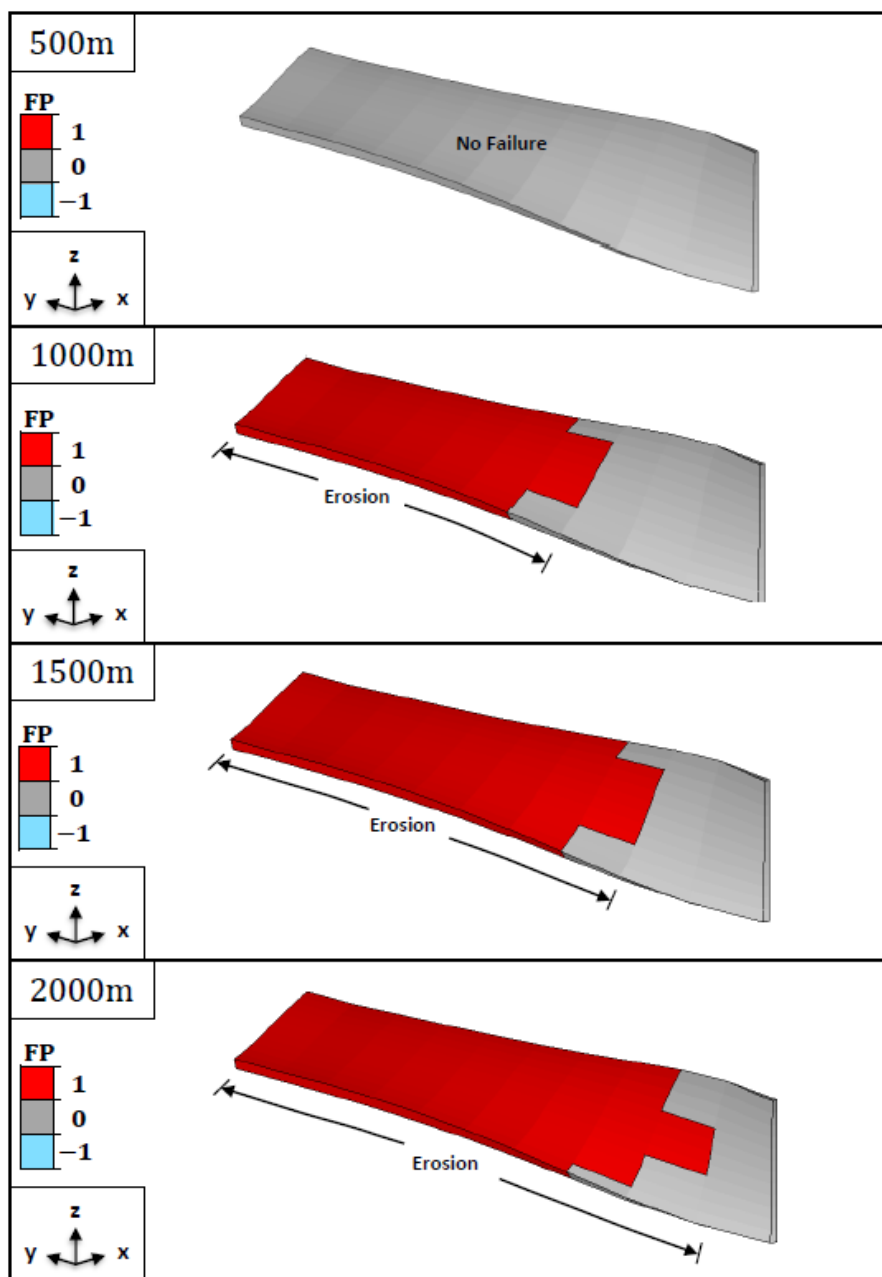 500m
FP
1
0
−1
No Failure
z
y x
1000m
FP
1
0
−1
Erosion
z
y x
1500m
FP
1
0
−1
Erosion
z
y x
2000m
FP
1
0
−1
Erosion
z
y x